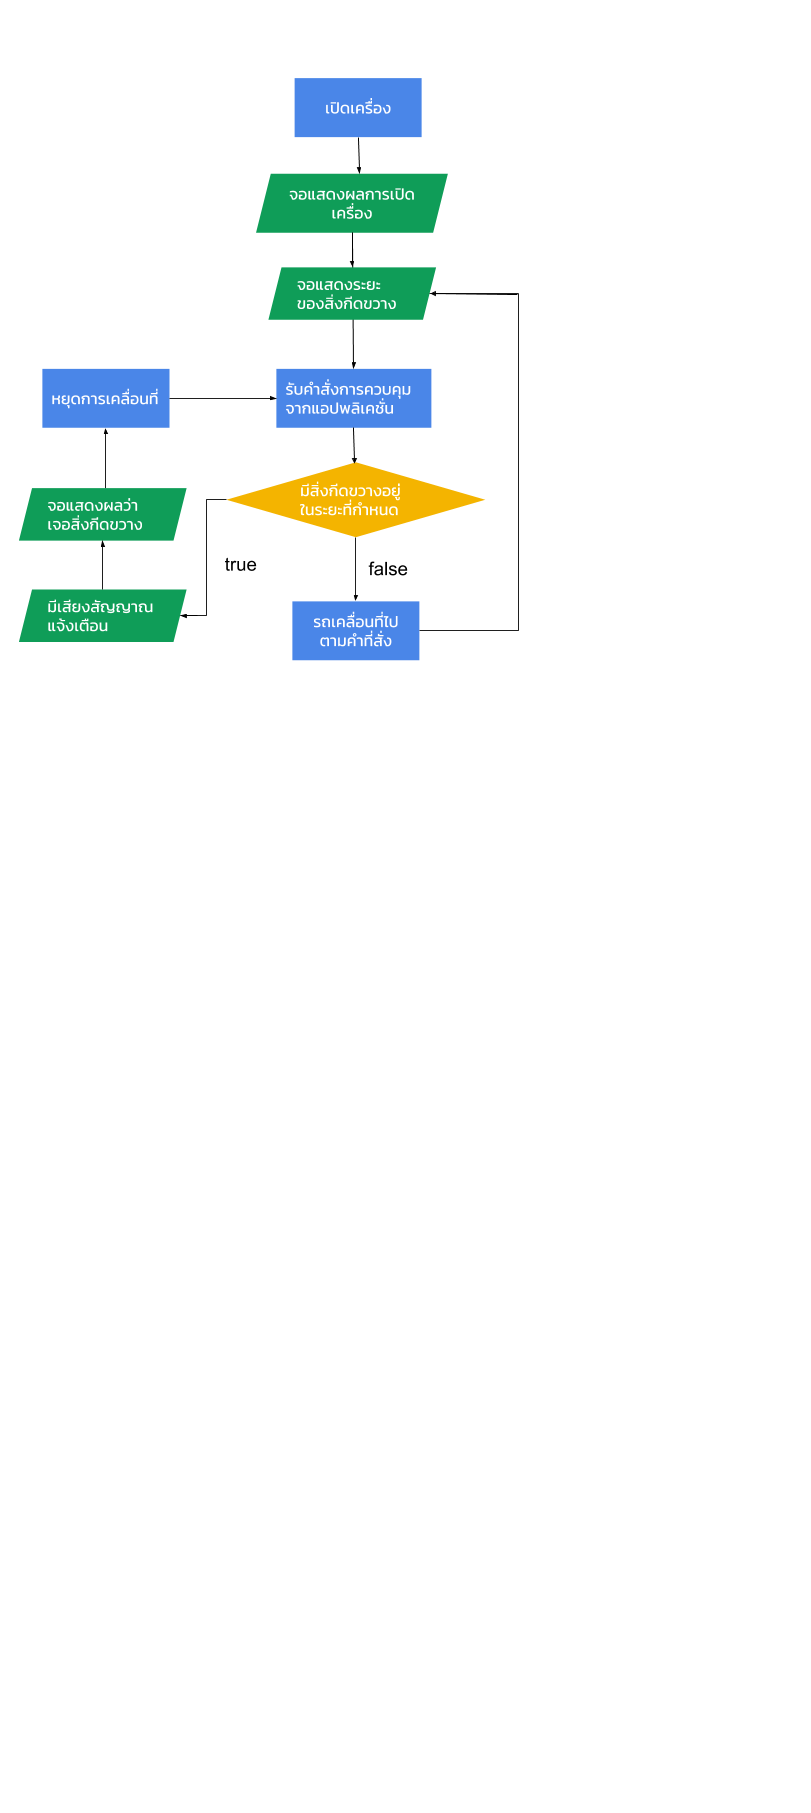 เปิดเครื่อง
จอแสดงผลการเปิด
เครื่อง
จอแสดงระยะ
ของสิ่งกีดขวาง
หยุดการเคลื่อนที่
รับคำสั่งการควบคุม
จากแอปพลิเคชั่น
มีสิ่งกีดขวางอยู่
ในระยะที่กำหนด
จอแสดงผลว่า
เจอสิ่งกีดขวาง
true
false
มีเสียงสัญญาณ
แจ้งเตือน
รถเคลื่อนที่ไป
ตามคำที่สั่ง